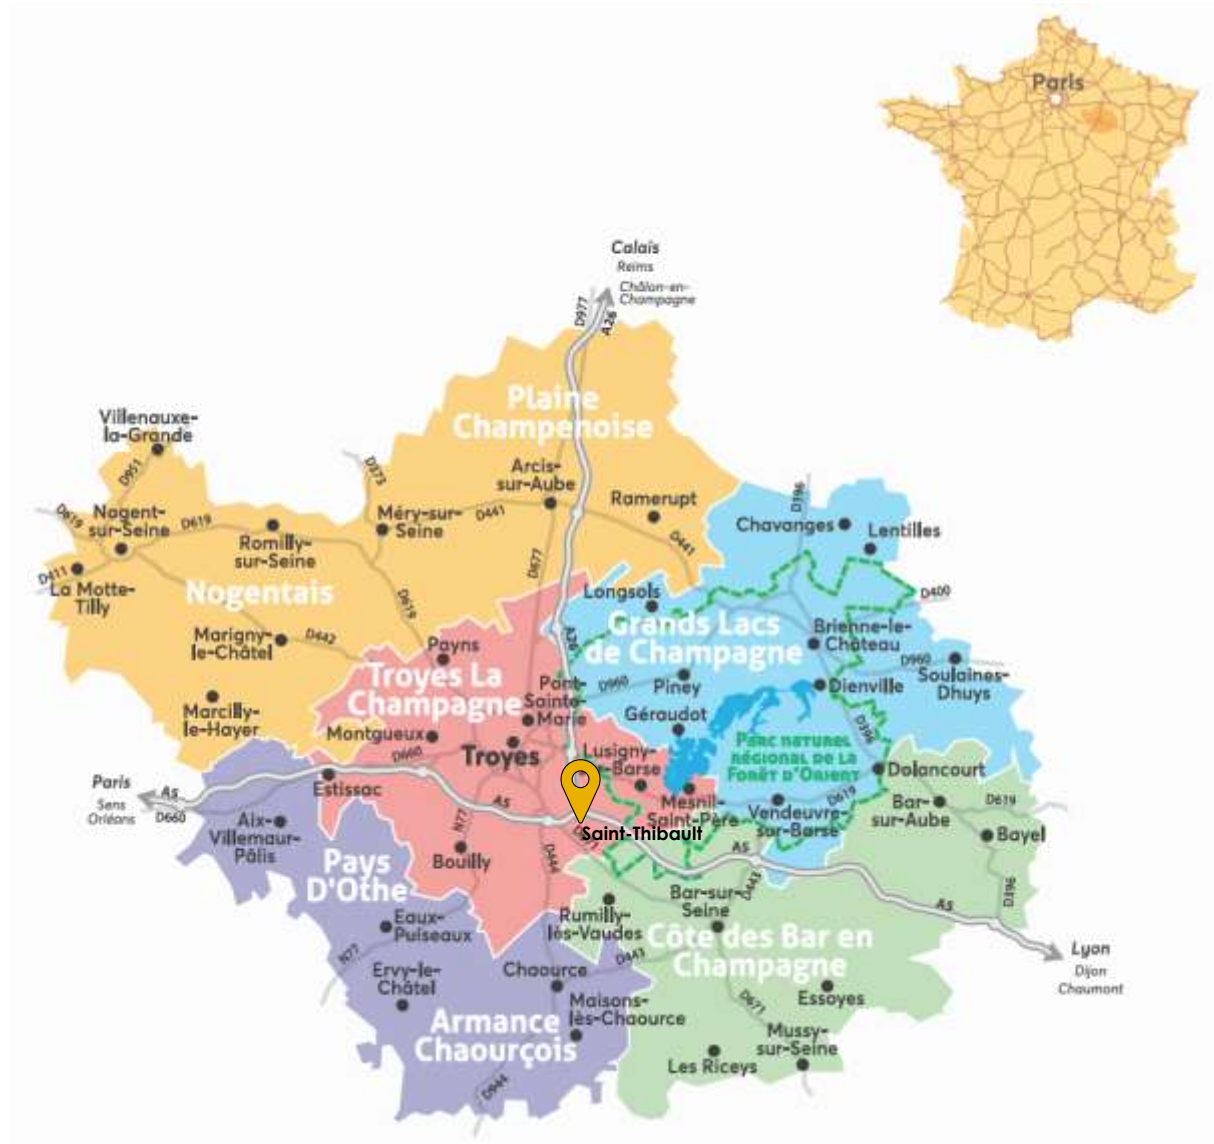 Paris
Calais
Reims
Châlon-en-
Champagne
D977
A26
Plaine
Champenoise
Villenauxe-
la-Grande
D951
D373
Arcis-
sur-Aube
Ramerupt
D619
Nogent-
sur-Seine
D619
Romilly-
sur-Seine
Méry-sur-
Seine
D441
D441
D677
D396
Chavanges
Lentilles
D411
La Motte-
Tilly
Nogentais
D619
Longsols
D400
Marigny-
le-Châtel
D442
Payns
A26
Grands Lacs
de Champagne
Brienne-le-
Château
D960
Soulaines-
Dhuys
Troyes La
Champagne
Pont-
Sainte-
Marie
D960
Piney
Dienville
Marcilly-
le-Hayer
Géraudot
D396
Montgueux
Troyes
D660
Lusigny-
Barse
Parc naturel
régional de la
Forêt d'Orient
Dolancourt
Paris
Sens
Orléans
A5
D660
Estissac
A5
Mesnil-
Saint-Père
Vendeuvre-
sur-Barse
D619
Bar-
sur-Aube
D619
Bayel
Saint-Thibault
Aix-
Villemaur-
Pâlis
N77
Bouilly
D444
A5
D443
Pays
D'Othe
Bar-sur-
Seine
A5
D396
Eaux-
Puiseaux
Rumilly-
lès-Vaudes
Côte des Bar en
Champagne
Lyon
Dijon
Chaumont
N77
Ervy-le-
Châtel
Chaource
D443
Essoyes
Maisons-
lès-Chaource
D671
Armance
Chaourçois
Mussy-
sur-Seine
Les Riceys
D944